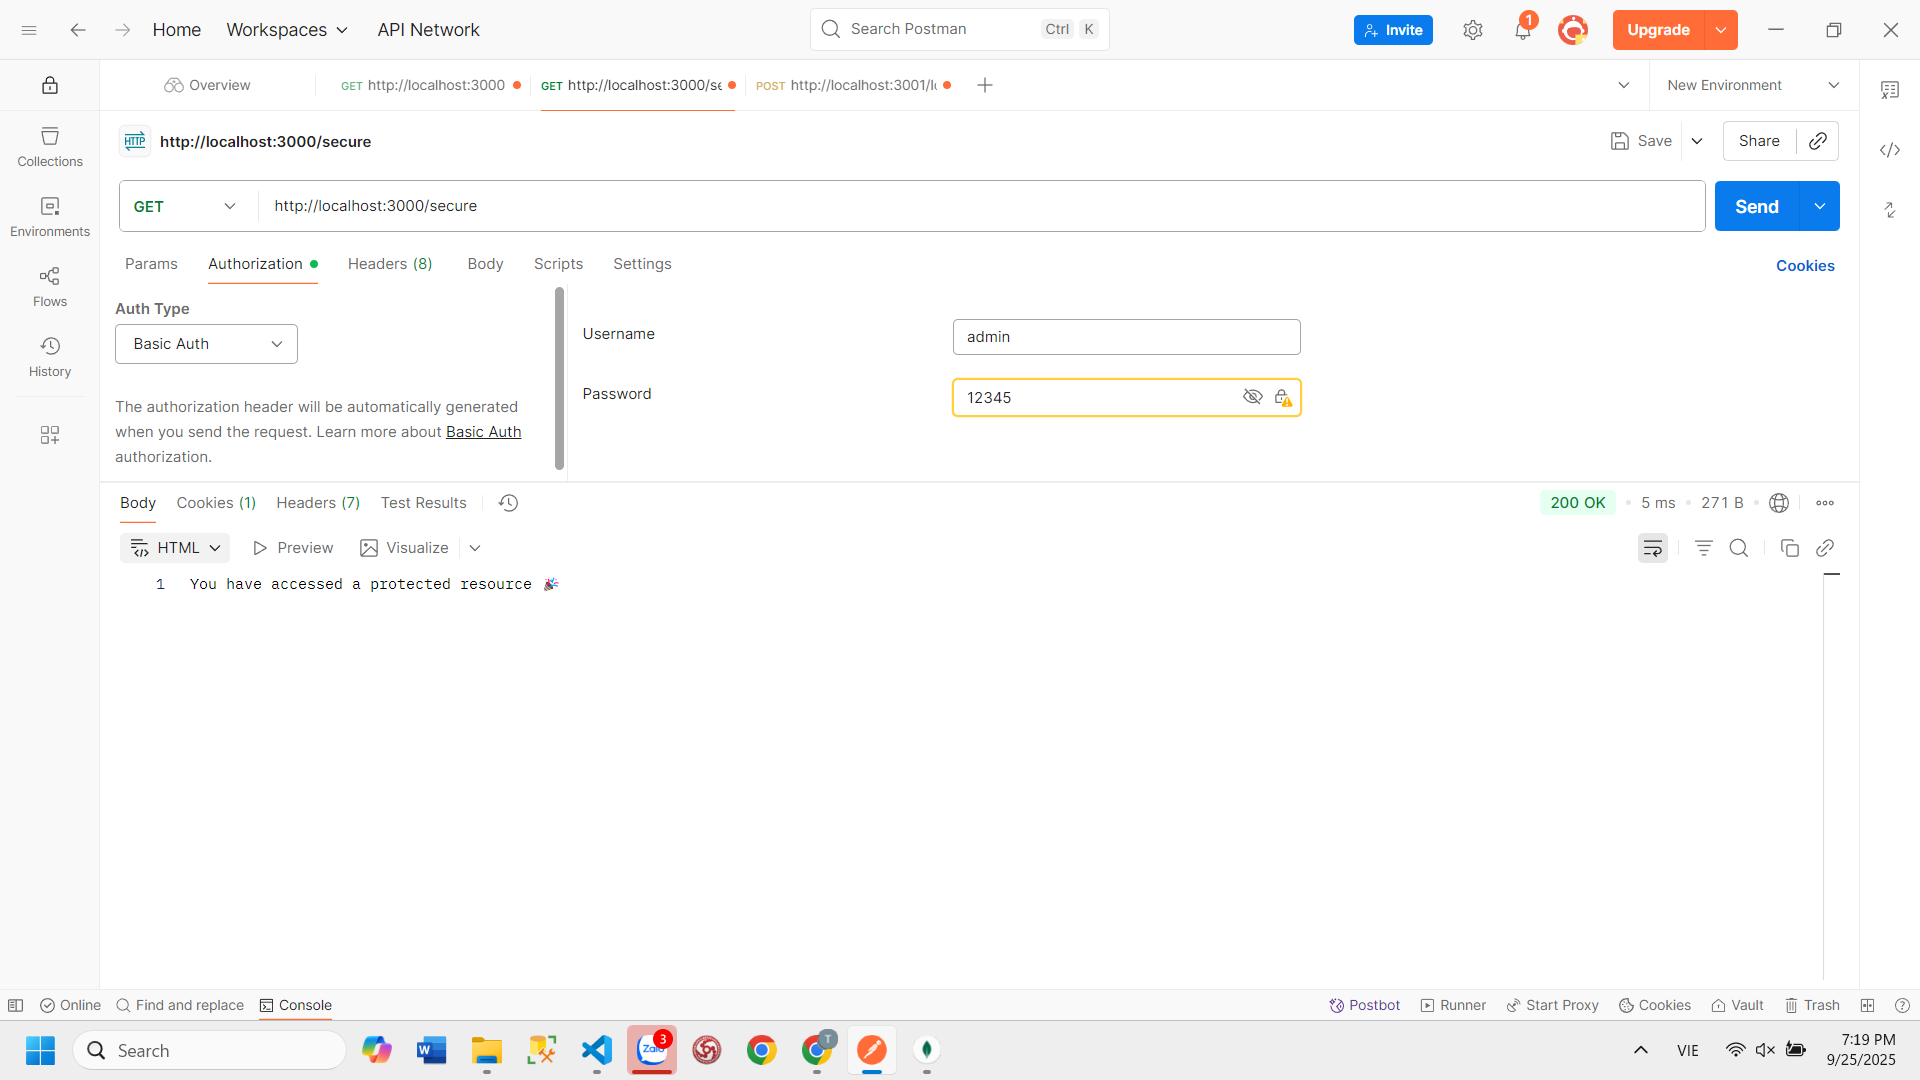 Home Workspaces API Network Search Postman Ctrl K Invite 1 Upgrade
Overview GET http://localhost:3000 GET http://localhost:3000/se POST http://localhost:3001/l New Environment
HTTP http://localhost:3000/secure Save Share
Collections
GET http://localhost:3000/secure Send
Environments
Params Authorization Headers (8) Body Scripts Settings Cookies
Flows
Auth Type
Basic Auth
Username admin
History
Password 12345
The authorization header will be automatically generated
when you send the request. Learn more about Basic Auth
authorization.
Body Cookies (1) Headers (7) Test Results 200 OK 5 ms 271 B
HTML Preview Visualize
1 You have accessed a protected resource 🎉
Online Find and replace Console Postbot Runner Start Proxy Cookies Vault Trash
Search Zalo 3 T VIE 7:19 PM
9/25/2025